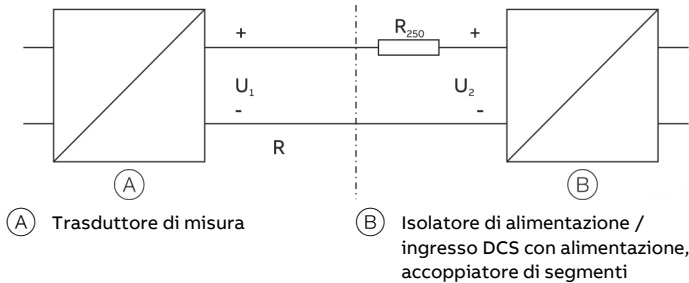 + R₂₅₀ +
U₁ U₂
- -
R
A B
A Trasduttore di misura
B Isolatore di alimentazione /
ingresso DCS con alimentazione,
accoppiatore di segmenti